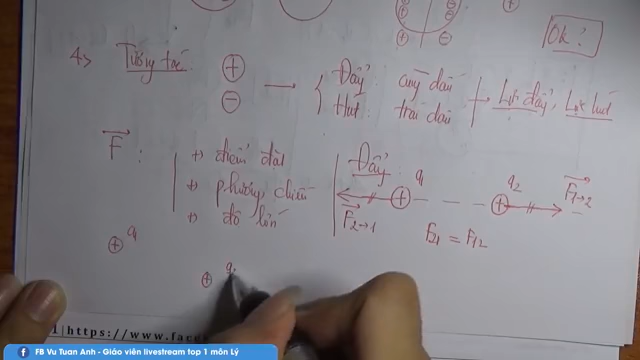 OK?
4> Tương tác ⊕ ⊖ → { Đẩy: cùng dấu
Hút: trái dấu → Lực đẩy, Lực hút
F:
+ điểm đặt
+ phương, chiều
+ độ lớn
Đẩy:
q1 q2
F2→1 F1→2
F21 = F12
q1
q
1|https://www.face
FB Vu Tuan Anh - Giáo viên livestream top 1 môn Lý